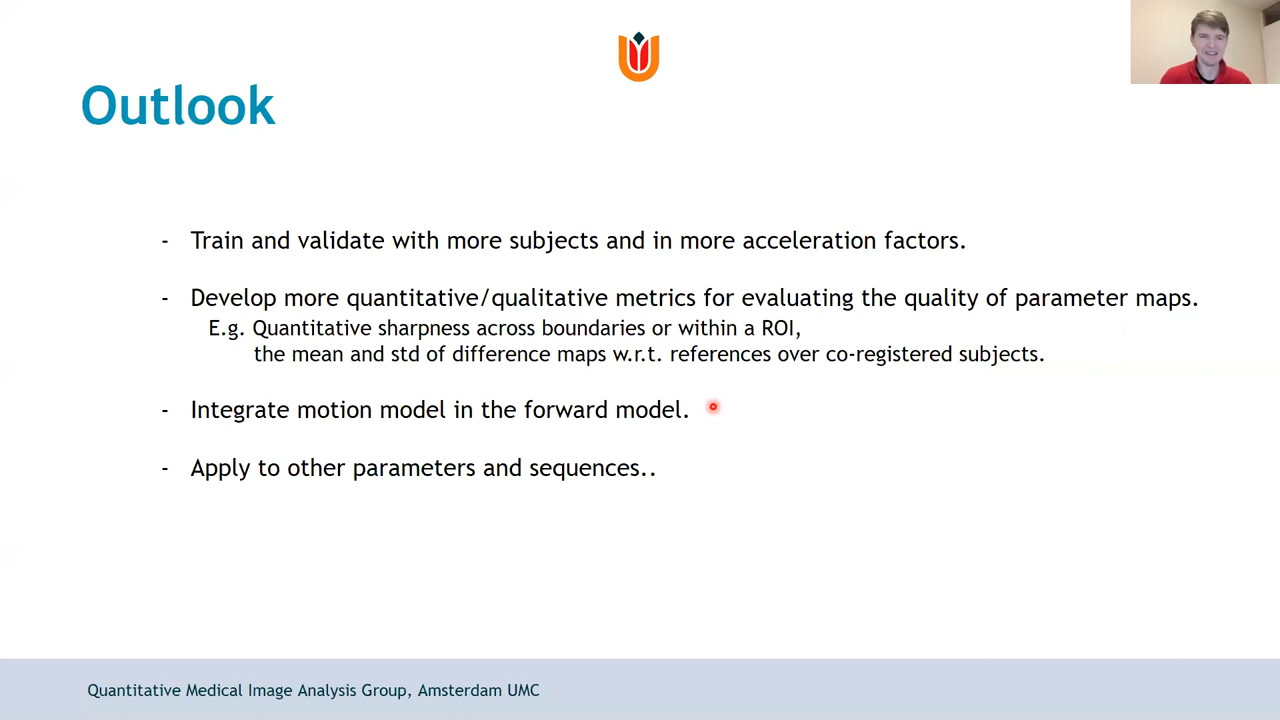 Outlook
- Train and validate with more subjects and in more acceleration factors.
- Develop more quantitative/qualitative metrics for evaluating the quality of parameter maps.
E.g. Quantitative sharpness across boundaries or within a ROI,
the mean and std of difference maps w.r.t. references over co-registered subjects.
- Integrate motion model in the forward model.
- Apply to other parameters and sequences..
Quantitative Medical Image Analysis Group, Amsterdam UMC